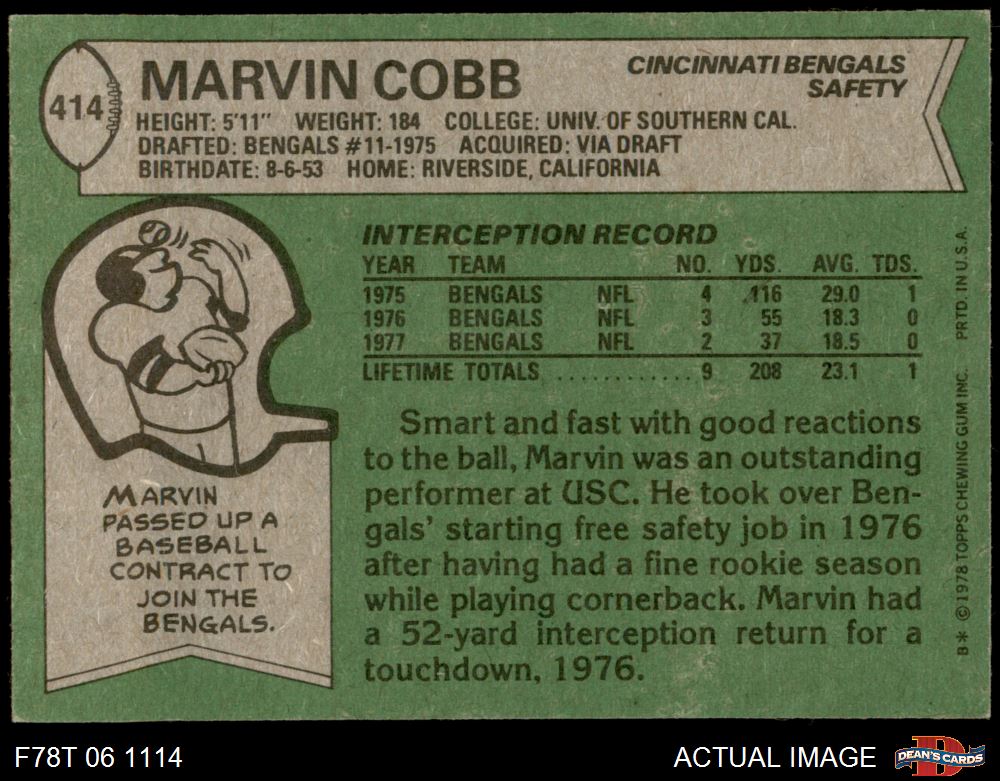 414
MARVIN COBB
CINCINNATI BENGALS
SAFETY
HEIGHT: 5'11" WEIGHT: 184 COLLEGE: UNIV. OF SOUTHERN CAL.
DRAFTED: BENGALS #11-1975 ACQUIRED: VIA DRAFT
BIRTHDATE: 8-6-53 HOME: RIVERSIDE, CALIFORNIA
INTERCEPTION RECORD
YEAR TEAM NO. YDS. AVG. TDS.
1975 BENGALS NFL 4 116 29.0 1
1976 BENGALS NFL 3 55 18.3 0
1977 BENGALS NFL 2 37 18.5 0
LIFETIME TOTALS ............ 9 208 23.1 1
MARVIN
PASSED UP A
BASEBALL
CONTRACT TO
JOIN THE
BENGALS.
Smart and fast with good reactions
to the ball, Marvin was an outstanding
performer at USC. He took over Ben-
gals' starting free safety job in 1976
after having had a fine rookie season
while playing cornerback. Marvin had
a 52-yard interception return for a
touchdown, 1976.
B* ©1978 TOPPS CHEWING GUM INC. PRTD. IN U.S.A.
F78T 06 1114
ACTUAL IMAGE
D
DEAN'S CARDS